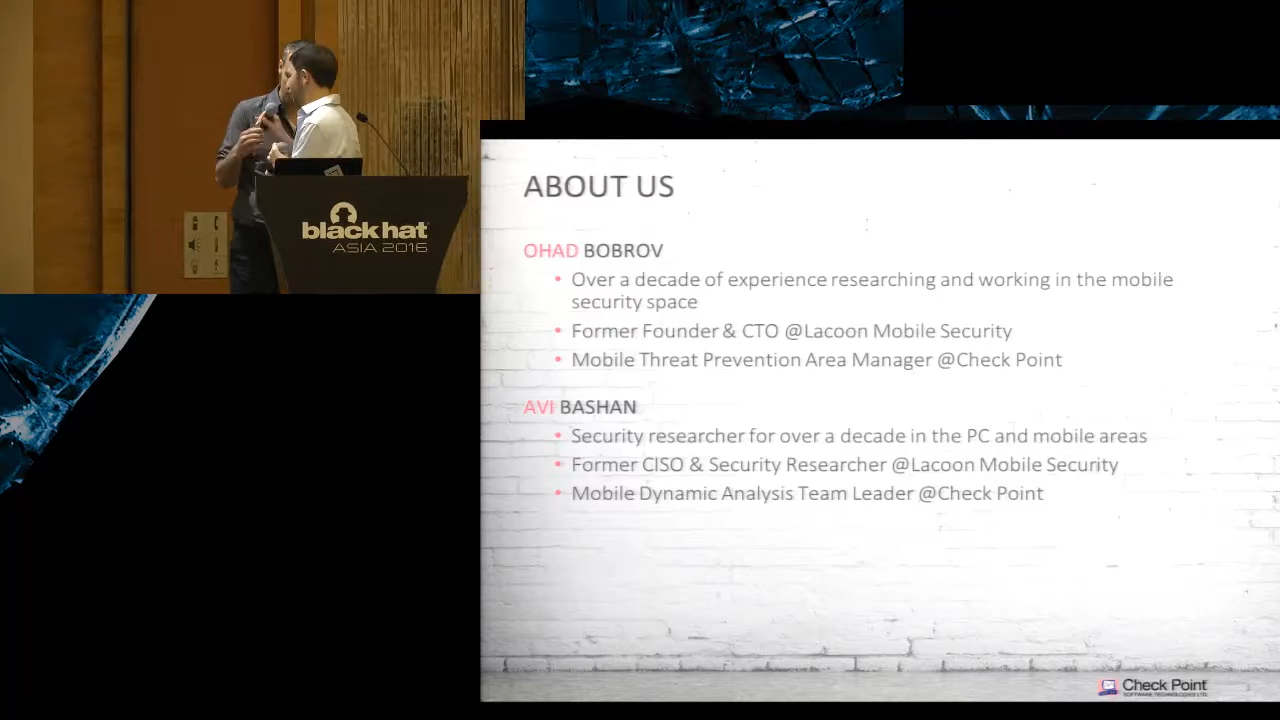 black hat
ASIA 2016
ABOUT US
OHAD BOBROV
• Over a decade of experience researching and working in the mobile
security space
• Former Founder & CTO @Lacoon Mobile Security
• Mobile Threat Prevention Area Manager @Check Point
AVI BASHAN
• Security researcher for over a decade in the PC and mobile areas
• Former CISO & Security Researcher @Lacoon Mobile Security
• Mobile Dynamic Analysis Team Leader @Check Point
Check Point
SOFTWARE TECHNOLOGIES LTD.